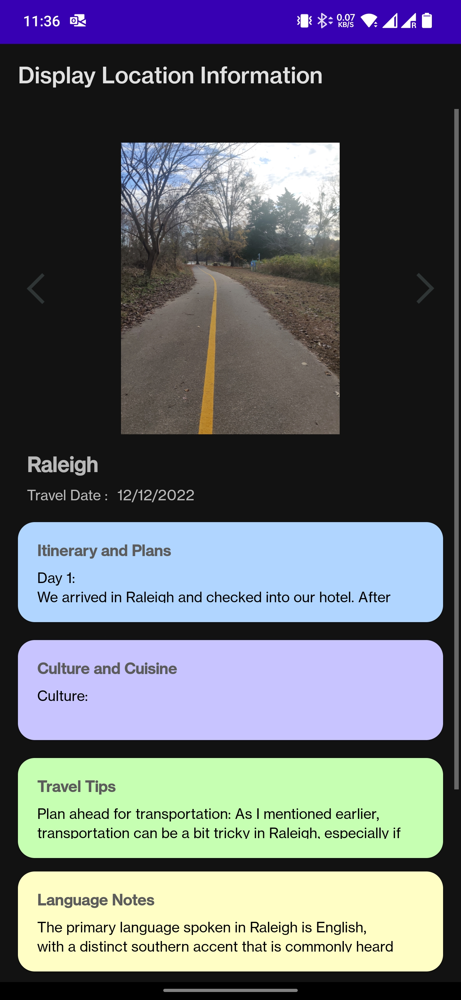 11:36
0.07
KB/S
R
Display Location Information
Raleigh
Travel Date : 12/12/2022
Itinerary and Plans
Day 1:
We arrived in Raleigh and checked into our hotel. After
Culture and Cuisine
Culture:
Travel Tips
Plan ahead for transportation: As I mentioned earlier,
transportation can be a bit tricky in Raleigh, especially if
Language Notes
The primary language spoken in Raleigh is English,
with a distinct southern accent that is commonly heard